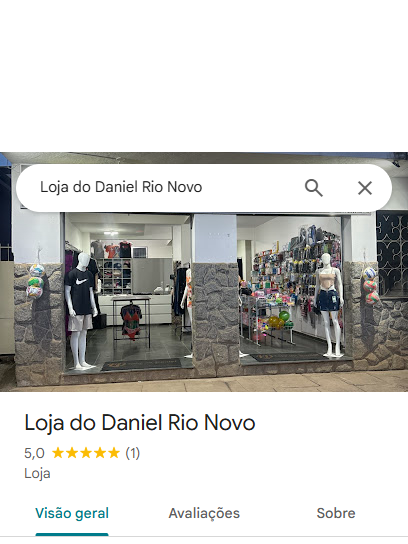 Loja do Daniel Rio Novo
Loja do Daniel Rio Novo
5,0 (1)
Loja
Visão geral Avaliações Sobre